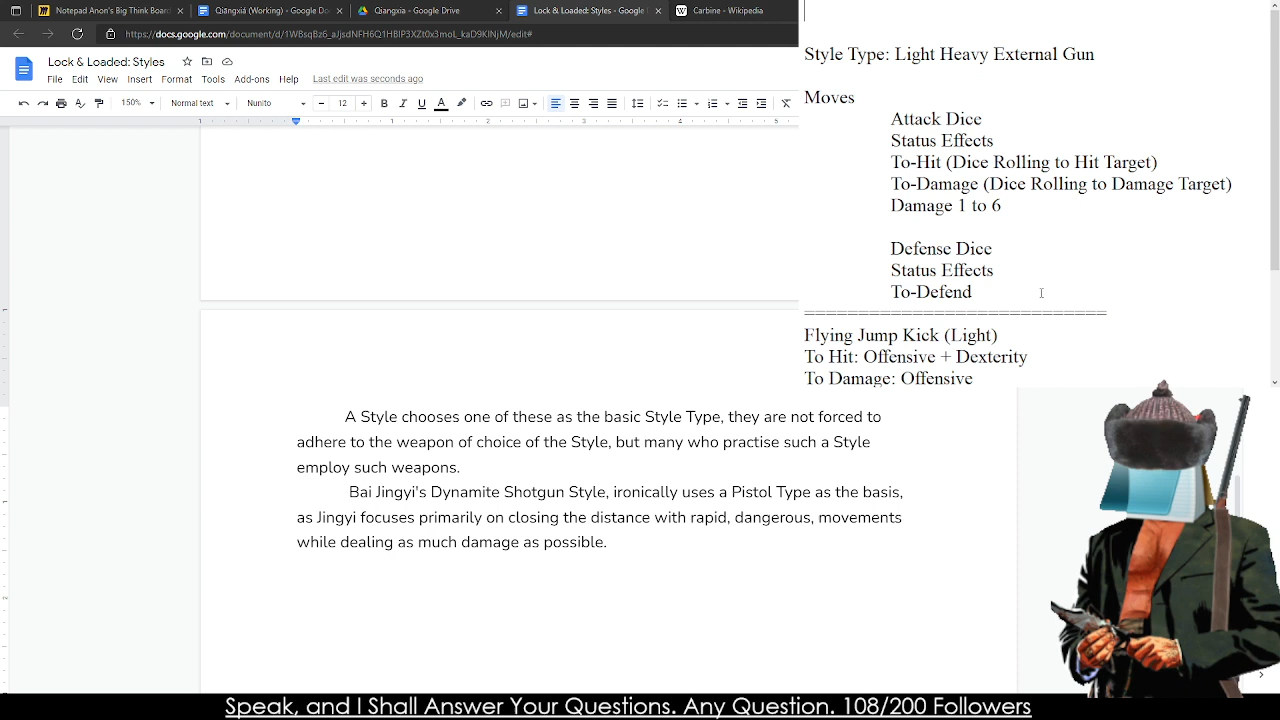 Notepad Anon's Big Think Board
Qiāngxiá (Working) - Google Do
Qiangxia - Google Drive
Lock & Loaded: Styles - Google
Carbine - Wikipedia
Lock & Loaded: Styles
File Edit View Insert Format Tools Add-ons Help Last edit was seconds ago
150% Normal text Nunito 12
Style Type: Light Heavy External Gun
Moves
Attack Dice
Status Effects
To-Hit (Dice Rolling to Hit Target)
To-Damage (Dice Rolling to Damage Target)
Damage 1 to 6
Defense Dice
Status Effects
To-Defend
============================
Flying Jump Kick (Light)
To Hit: Offensive + Dexterity
To Damage: Offensive
A Style chooses one of these as the basic Style Type, they are not forced to
adhere to the weapon of choice of the Style, but many who practise such a Style
employ such weapons.
Bai Jingyi's Dynamite Shotgun Style, ironically uses a Pistol Type as the basis,
as Jingyi focuses primarily on closing the distance with rapid, dangerous, movements
while dealing as much damage as possible.
Speak, and I Shall Answer Your Questions. Any Question. 108/200 Followers